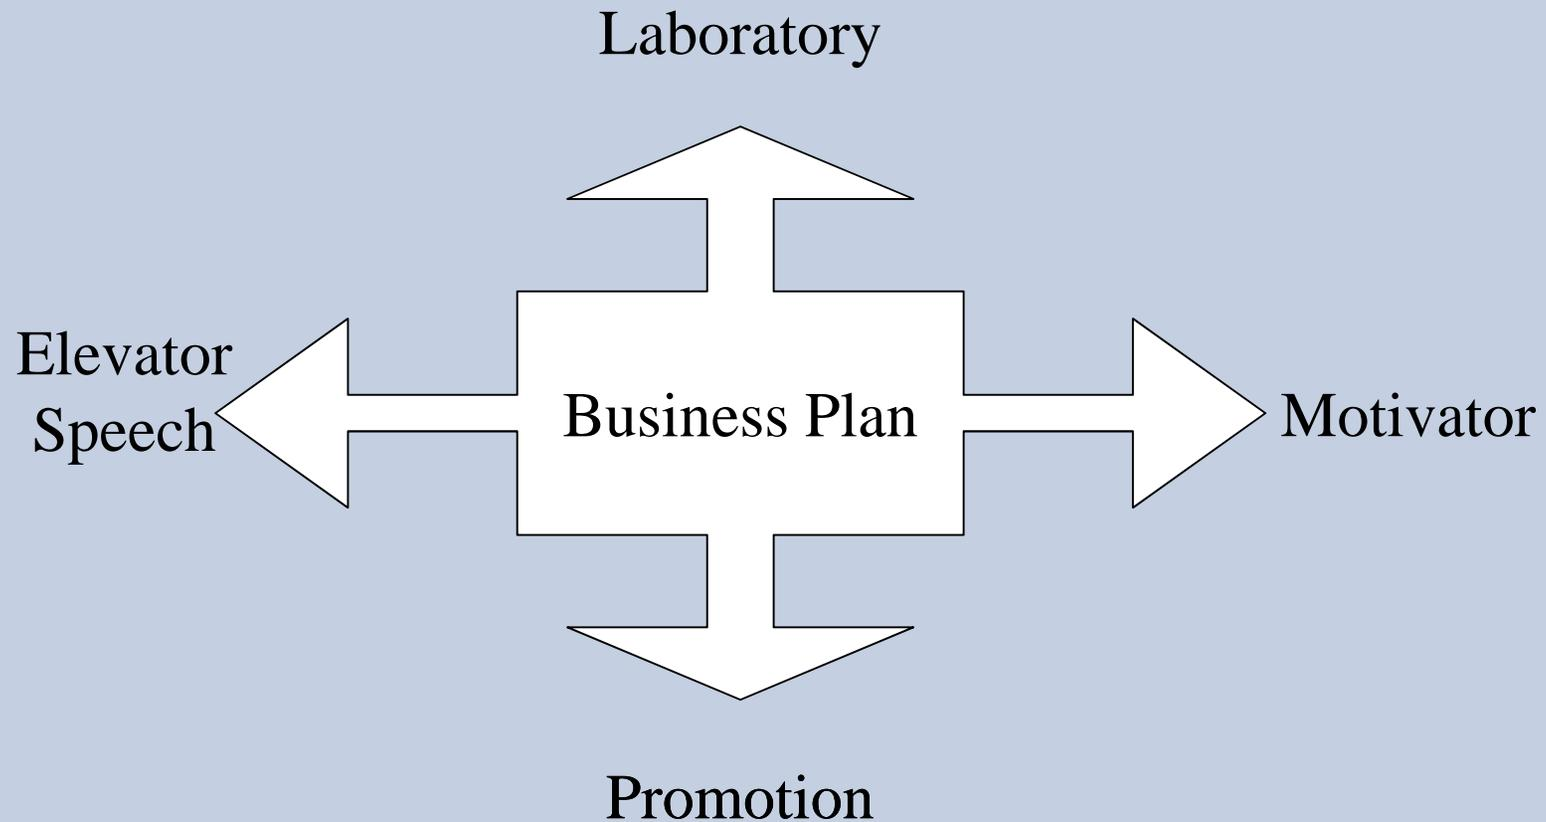 Laboratory
Elevator
Speech
Business Plan
Motivator
Promotion